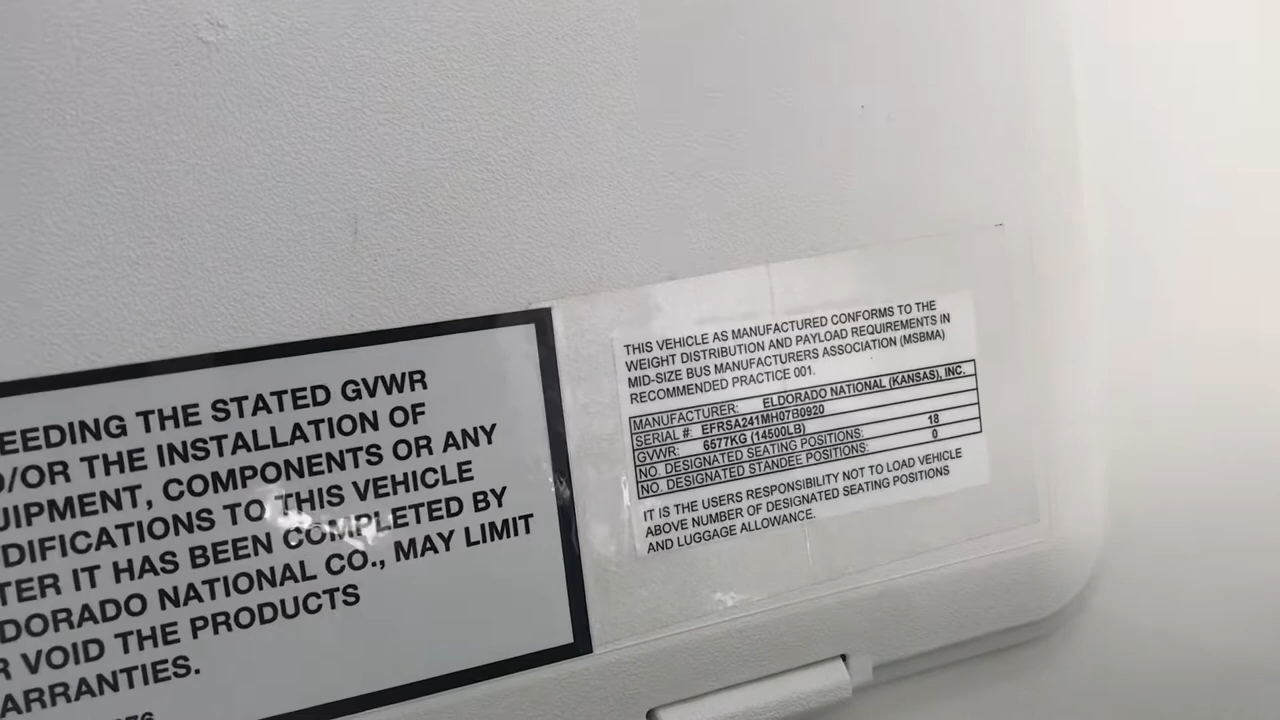 EEDING THE STATED GVWR
/OR THE INSTALLATION OF
UIPMENT, COMPONENTS OR ANY
DIFICATIONS TO THIS VEHICLE
TER IT HAS BEEN COMPLETED BY
DORADO NATIONAL CO., MAY LIMIT
R VOID THE PRODUCTS
ARRANTIES.
THIS VEHICLE AS MANUFACTURED CONFORMS TO THE
WEIGHT DISTRIBUTION AND PAYLOAD REQUIREMENTS IN
MID-SIZE BUS MANUFACTURERS ASSOCIATION (MSBMA)
RECOMMENDED PRACTICE 001.
MANUFACTURER: ELDORADO NATIONAL (KANSAS), INC.
SERIAL #: EFRSA241MH07B0920
GVWR: 6577KG (14500LB)
NO. DESIGNATED SEATING POSITIONS: 18
NO. DESIGNATED STANDEE POSITIONS: 0
IT IS THE USERS RESPONSIBILITY NOT TO LOAD VEHICLE
ABOVE NUMBER OF DESIGNATED SEATING POSITIONS
AND LUGGAGE ALLOWANCE.